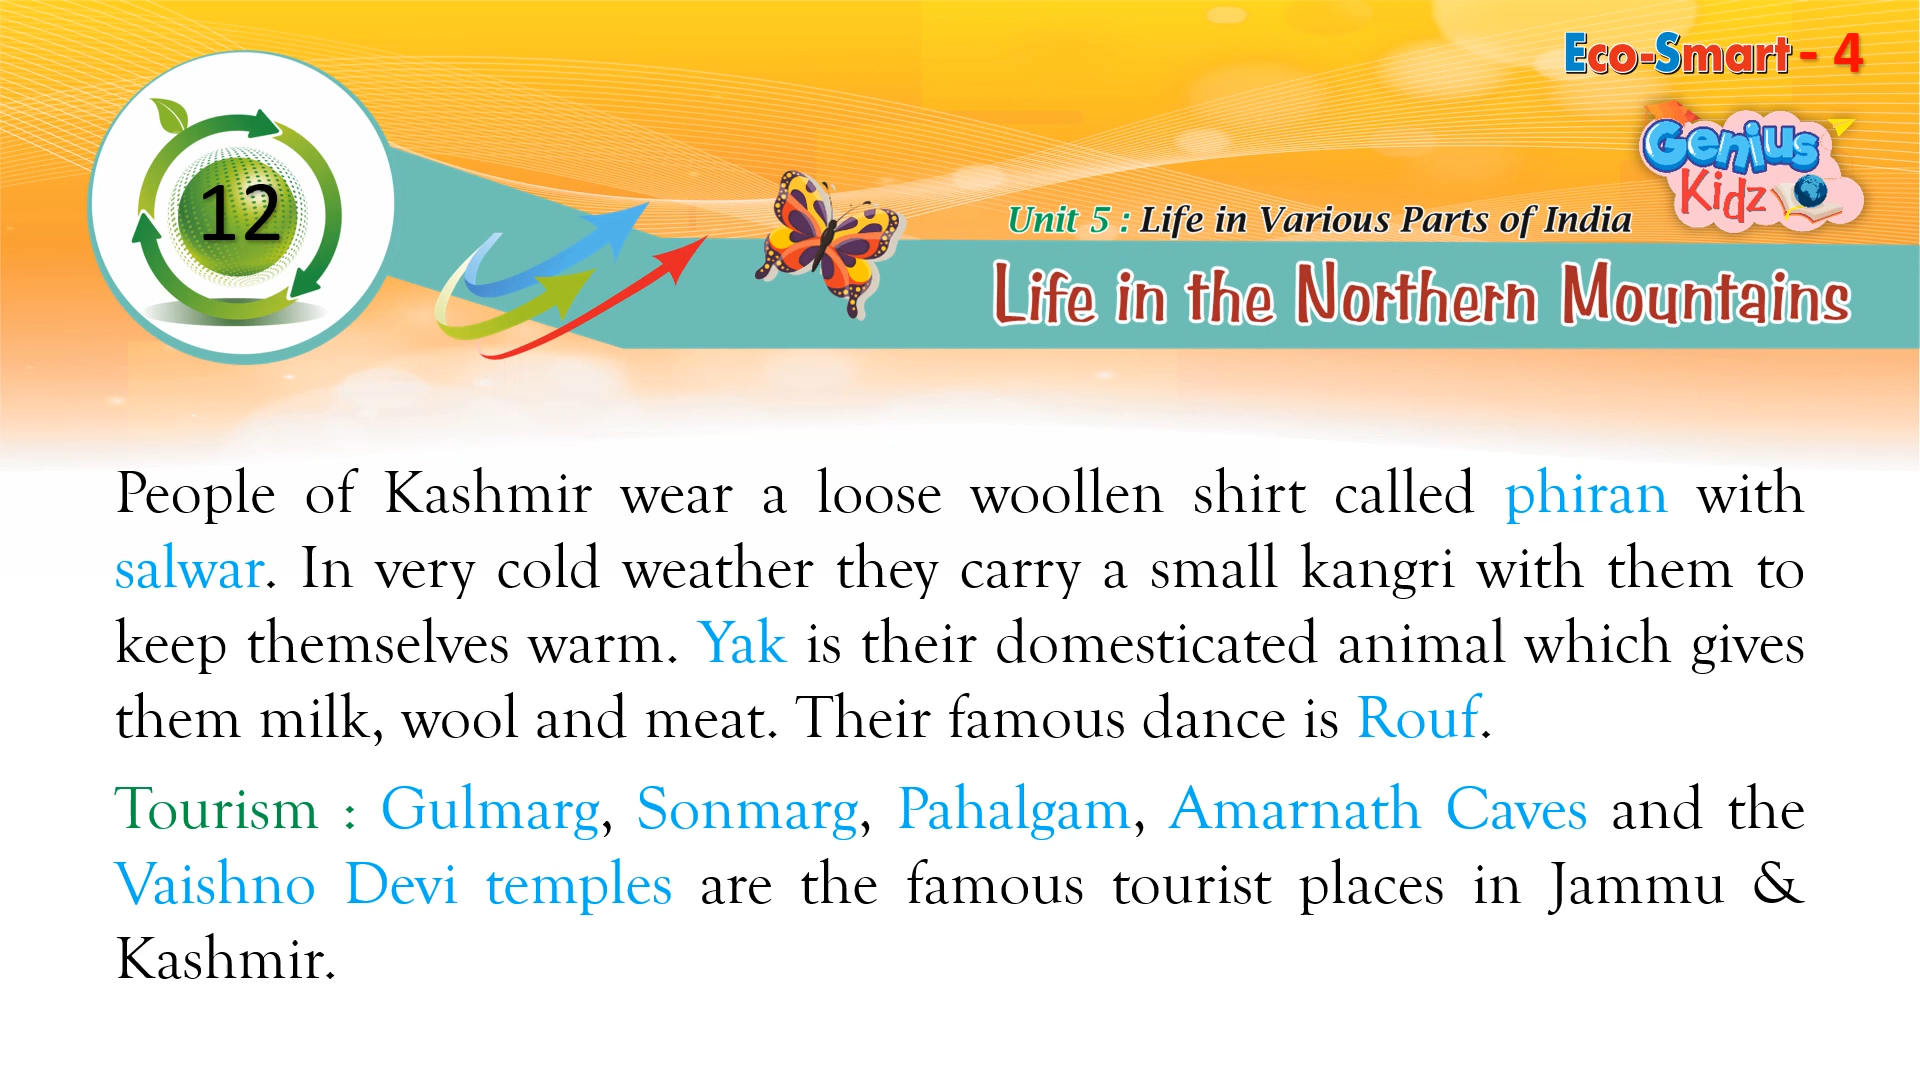 Eco-Smart - 4
Genius
Kidz
12
Unit 5 : Life in Various Parts of India
Life in the Northern Mountains
People of Kashmir wear a loose woollen shirt called phiran with
salwar. In very cold weather they carry a small kangri with them to
keep themselves warm. Yak is their domesticated animal which gives
them milk, wool and meat. Their famous dance is Rouf.
Tourism : Gulmarg, Sonmarg, Pahalgam, Amarnath Caves and the
Vaishno Devi temples are the famous tourist places in Jammu &
Kashmir.